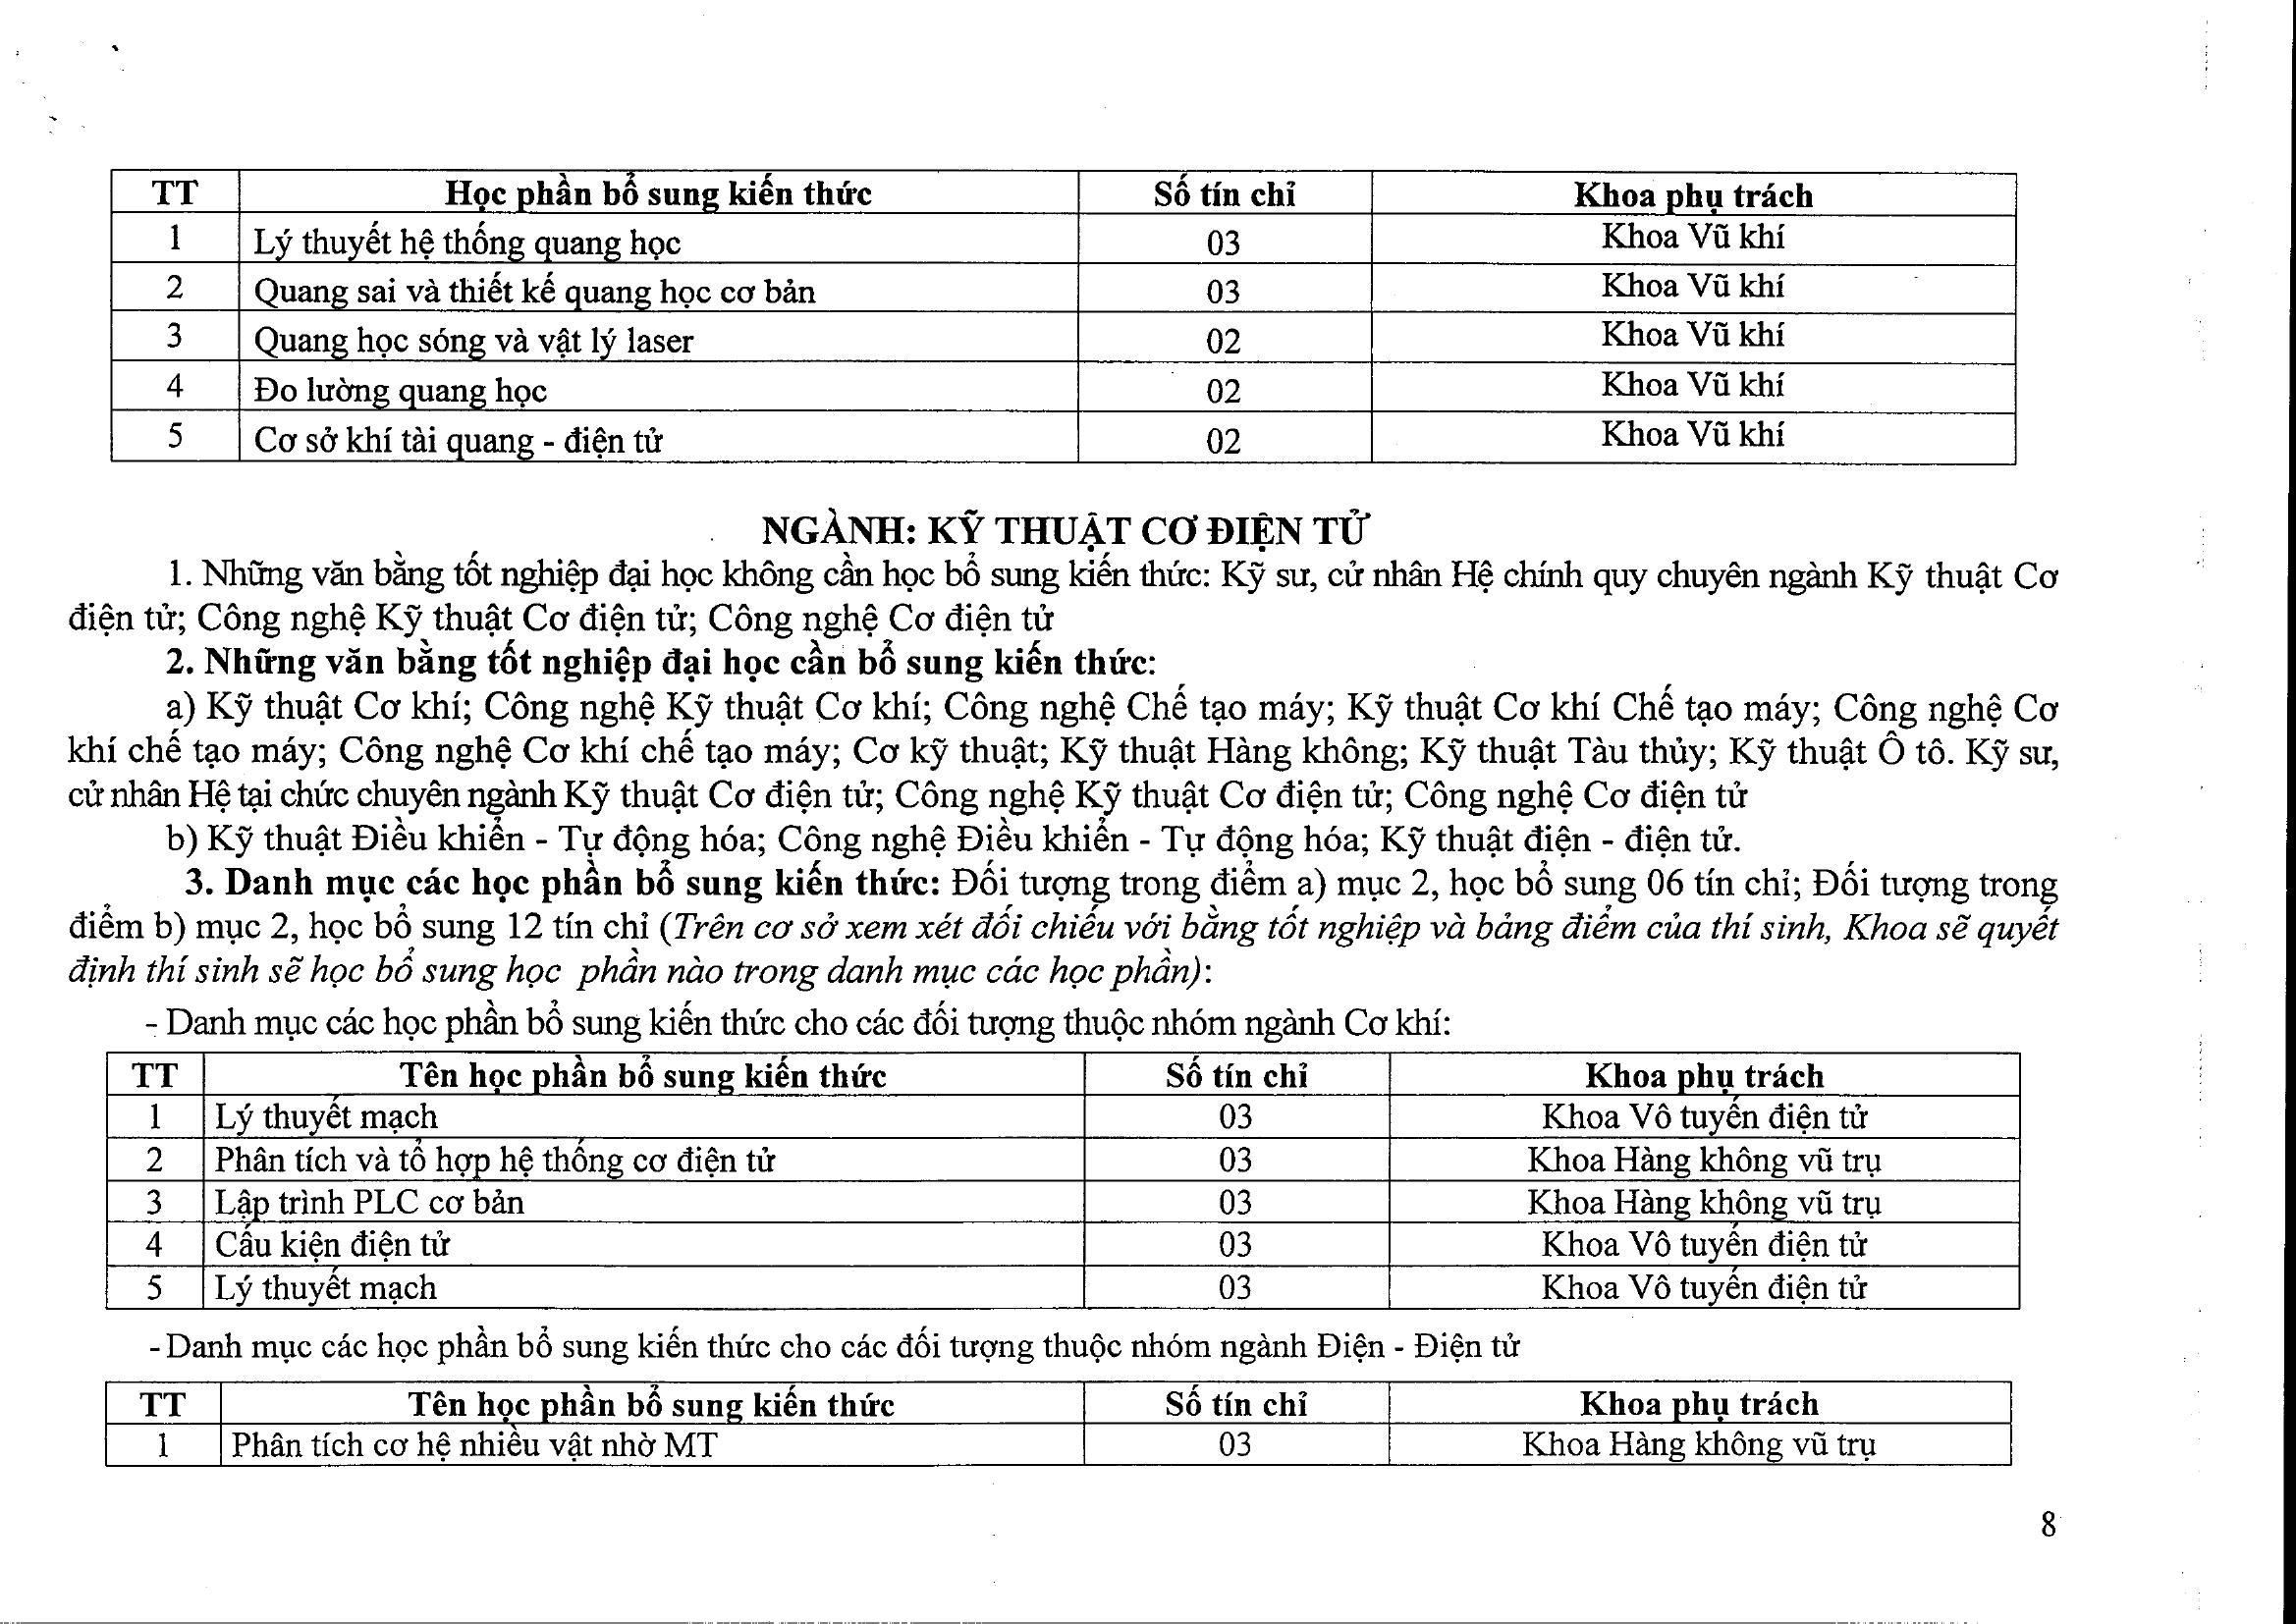 TT Học phần bổ sung kiến thức Số tín chỉ Khoa phụ trách
1 Lý thuyết hệ thống quang học 03 Khoa Vũ khí
2 Quang sai và thiết kế quang học cơ bản 03 Khoa Vũ khí
3 Quang học sóng và vật lý laser 02 Khoa Vũ khí
4 Đo lường quang học 02 Khoa Vũ khí
5 Cơ sở khí tài quang - điện tử 02 Khoa Vũ khí
NGÀNH: KỸ THUẬT CƠ ĐIỆN TỬ
1. Những văn bằng tốt nghiệp đại học không cần học bổ sung kiến thức: Kỹ sư, cử nhân Hệ chính quy chuyên ngành Kỹ thuật Cơ
điện tử; Công nghệ Kỹ thuật Cơ điện tử; Công nghệ Cơ điện tử
2. Những văn bằng tốt nghiệp đại học cần bổ sung kiến thức:
a) Kỹ thuật Cơ khí; Công nghệ Kỹ thuật Cơ khí; Công nghệ Chế tạo máy; Kỹ thuật Cơ khí Chế tạo máy; Công nghệ Cơ
khí chế tạo máy; Công nghệ Cơ khí chế tạo máy; Cơ kỹ thuật; Kỹ thuật Hàng không; Kỹ thuật Tàu thủy; Kỹ thuật Ô tô. Kỹ sư,
cử nhân Hệ tại chức chuyên ngành Kỹ thuật Cơ điện tử; Công nghệ Kỹ thuật Cơ điện tử; Công nghệ Cơ điện tử
b) Kỹ thuật Điều khiển - Tự động hóa; Công nghệ Điều khiển - Tự động hóa; Kỹ thuật điện - điện tử.
3. Danh mục các học phần bổ sung kiến thức: Đối tượng trong điểm a) mục 2, học bổ sung 06 tín chỉ; Đối tượng trong
điểm b) mục 2, học bổ sung 12 tín chỉ (Trên cơ sở xem xét đối chiếu với bằng tốt nghiệp và bảng điểm của thí sinh, Khoa sẽ quyết
định thí sinh sẽ học bổ sung học phần nào trong danh mục các học phần):
- Danh mục các học phần bổ sung kiến thức cho các đối tượng thuộc nhóm ngành Cơ khí:
TT Tên học phần bổ sung kiến thức Số tín chỉ Khoa phụ trách
1 Lý thuyết mạch 03 Khoa Vô tuyến điện tử
2 Phân tích và tổ hợp hệ thống cơ điện tử 03 Khoa Hàng không vũ trụ
3 Lập trình PLC cơ bản 03 Khoa Hàng không vũ trụ
4 Cấu kiện điện tử 03 Khoa Vô tuyến điện tử
5 Lý thuyết mạch 03 Khoa Vô tuyến điện tử
- Danh mục các học phần bổ sung kiến thức cho các đối tượng thuộc nhóm ngành Điện - Điện tử
TT Tên học phần bổ sung kiến thức Số tín chỉ Khoa phụ trách
1 Phân tích cơ hệ nhiều vật nhờ MT 03 Khoa Hàng không vũ trụ
8